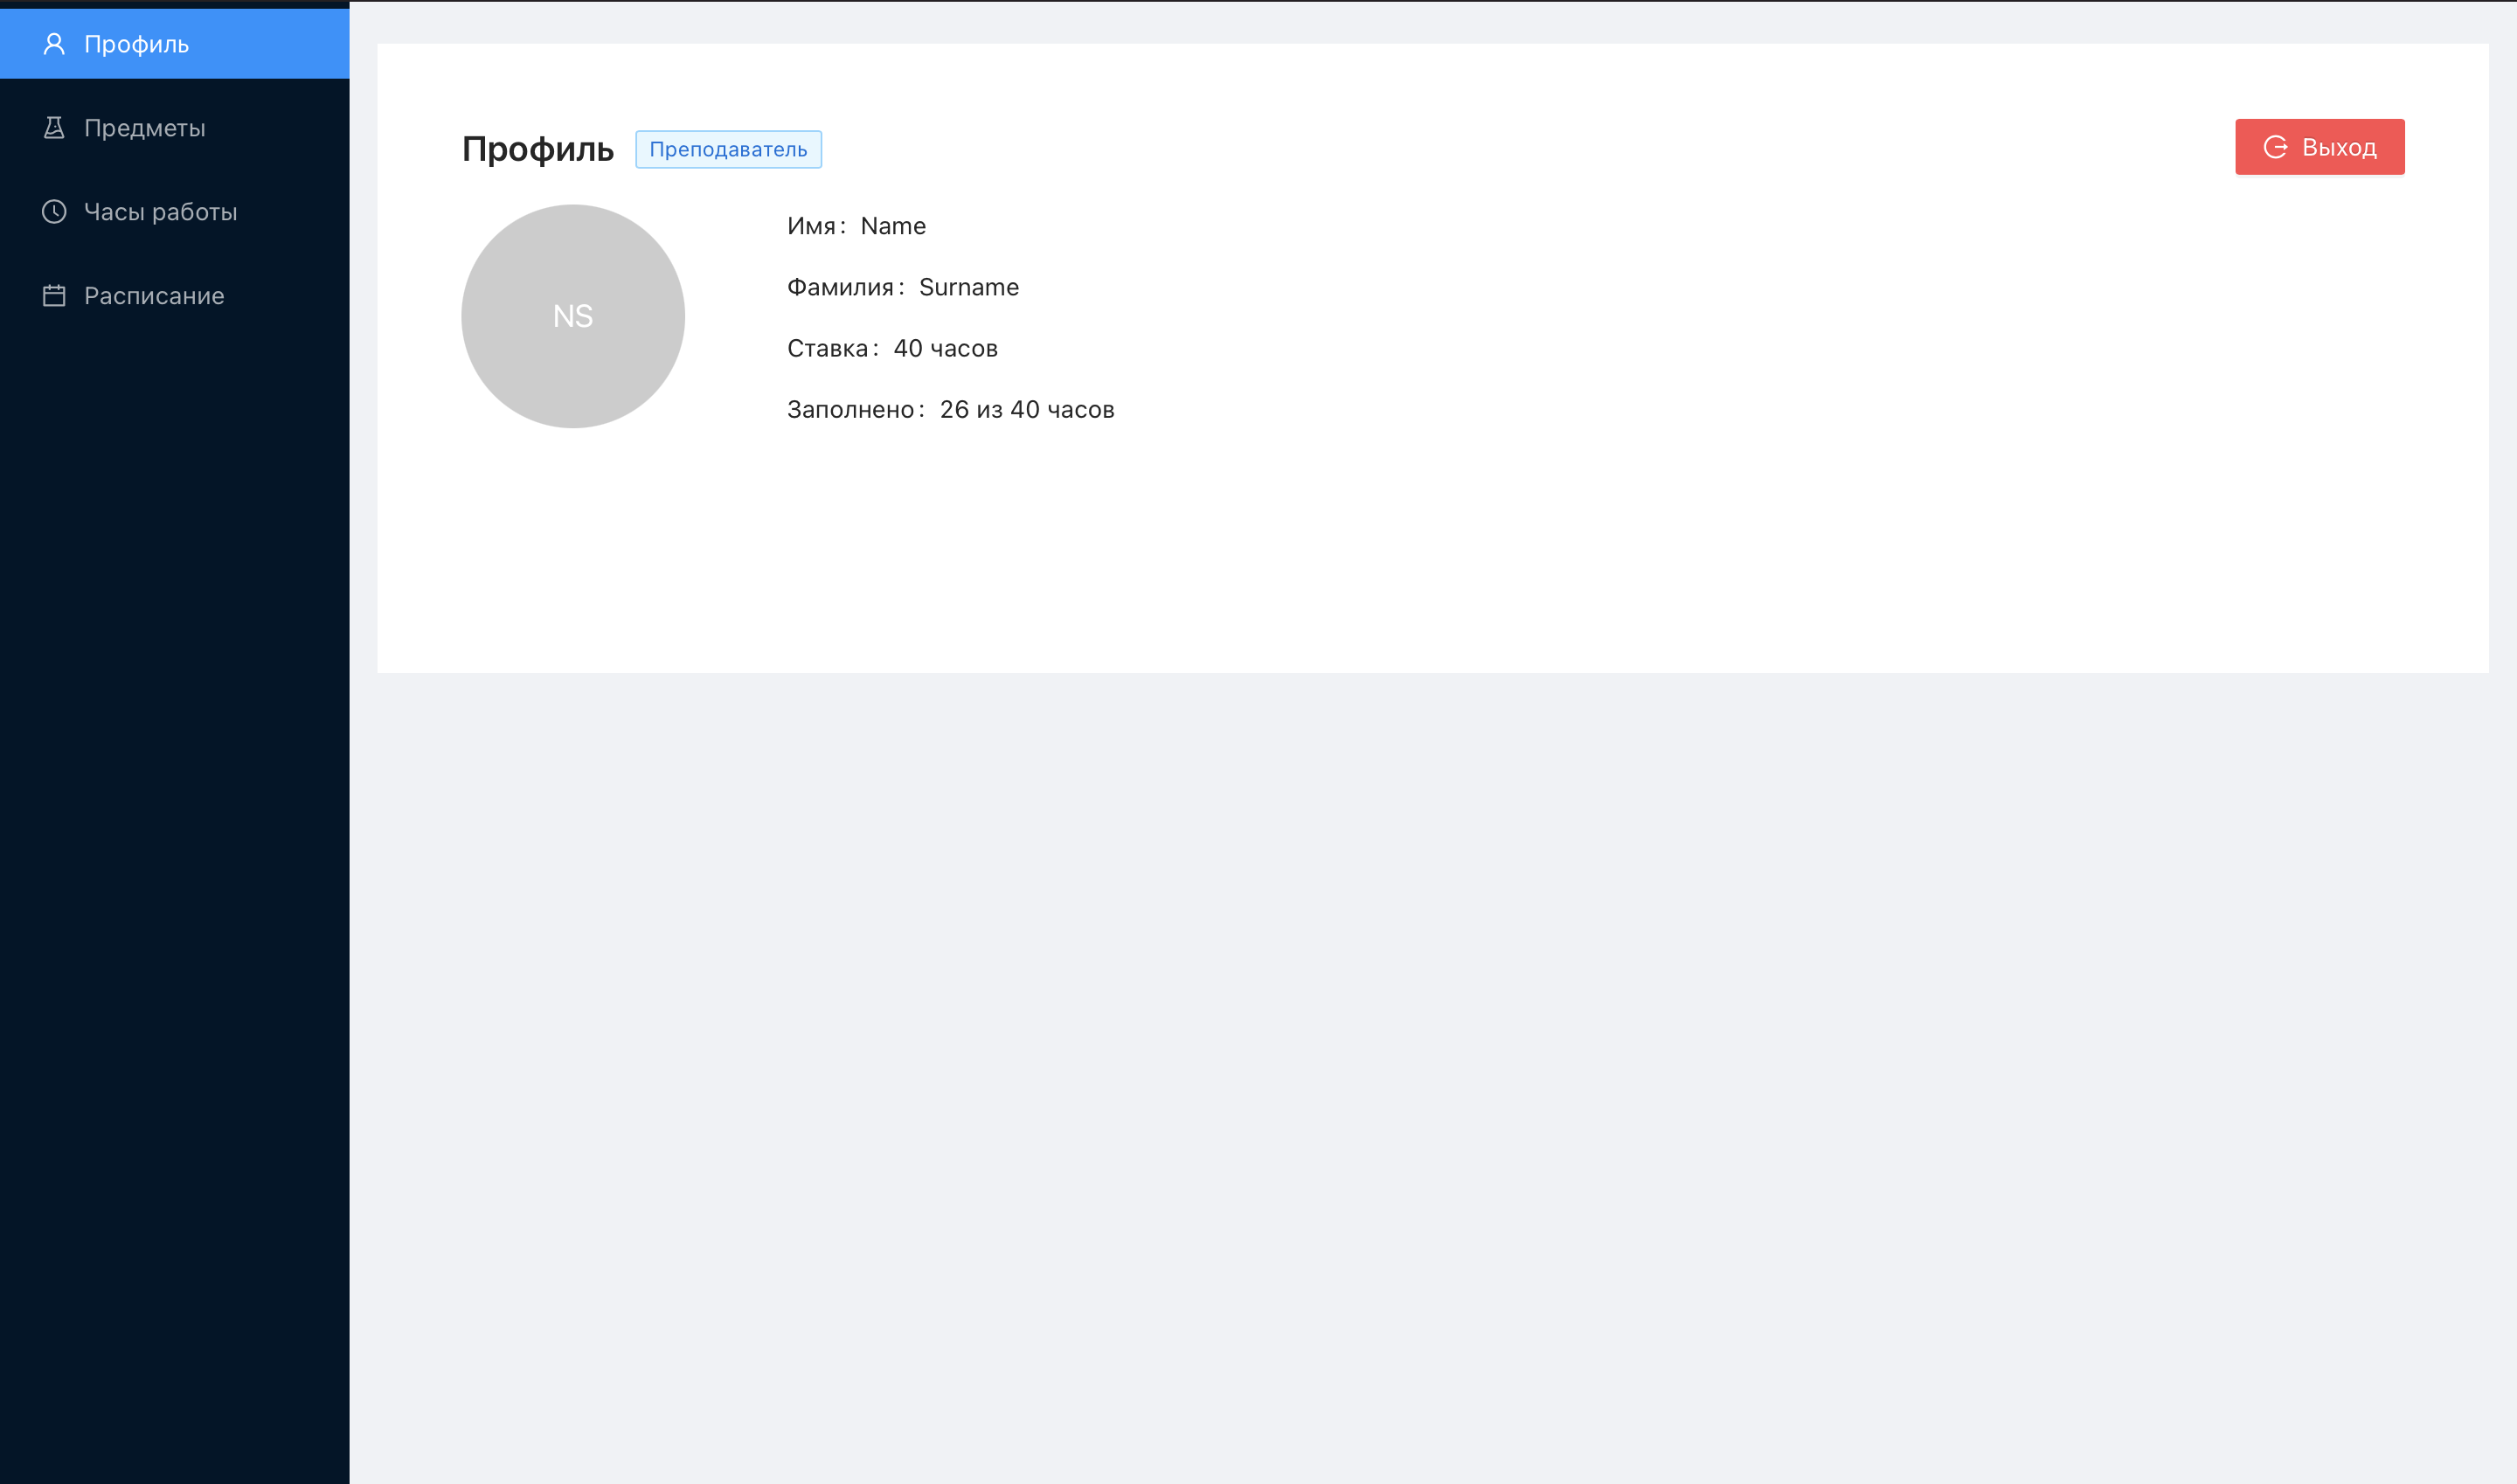 Профиль
Предметы
Часы работы
Расписание
Профиль
Преподаватель
Выход
NS
Имя: Name
Фамилия: Surname
Ставка: 40 часов
Заполнено: 26 из 40 часов